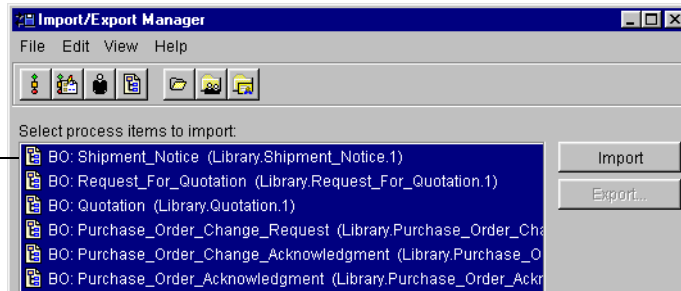 Import/Export Manager
File Edit View Help
Select process items to import:
BO: Shipment_Notice (Library.Shipment_Notice.1)
Import
BO: Request_For_Quotation (Library.Request_For_Quotation.1)
Export...
BO: Quotation (Library.Quotation.1)
BO: Purchase_Order_Change_Request (Library.Purchase_Order_Cha
BO: Purchase_Order_Change_Acknowledgment (Library.Purchase_O
BO: Purchase_Order_Acknowledgment (Library.Purchase_Order_Ackr